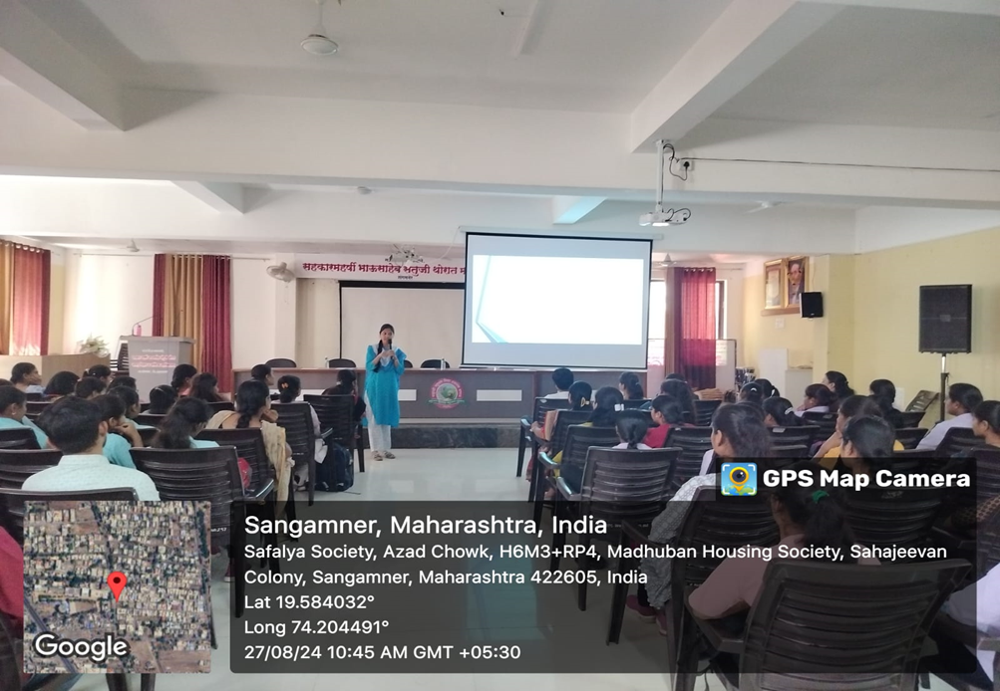 सहकारमहर्षी भाऊसाहेब संतुजी थोरात
GPS Map Camera
Sangamner, Maharashtra, India
Safalya Society, Azad Chowk, H6M3+RP4, Madhuban Housing Society, Sahajeevan
Colony, Sangamner, Maharashtra 422605, India
Lat 19.584032°
Long 74.204491°
27/08/24 10:45 AM GMT +05:30
Google